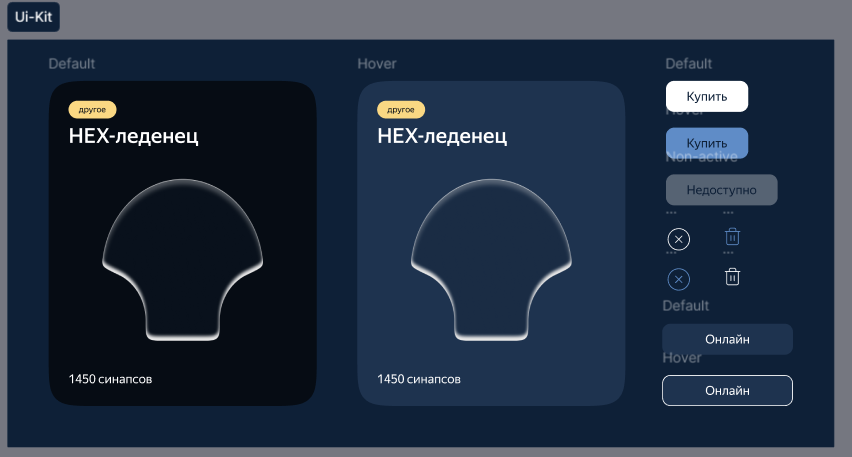 Ui-Kit
Default
другое
HEX-леденец
1450 синапсов
Hover
другое
HEX-леденец
1450 синапсов
Default
Купить
Hover
Купить
Non-active
Недоступно
...
...
...
...
Default
Онлайн
Hover
Онлайн